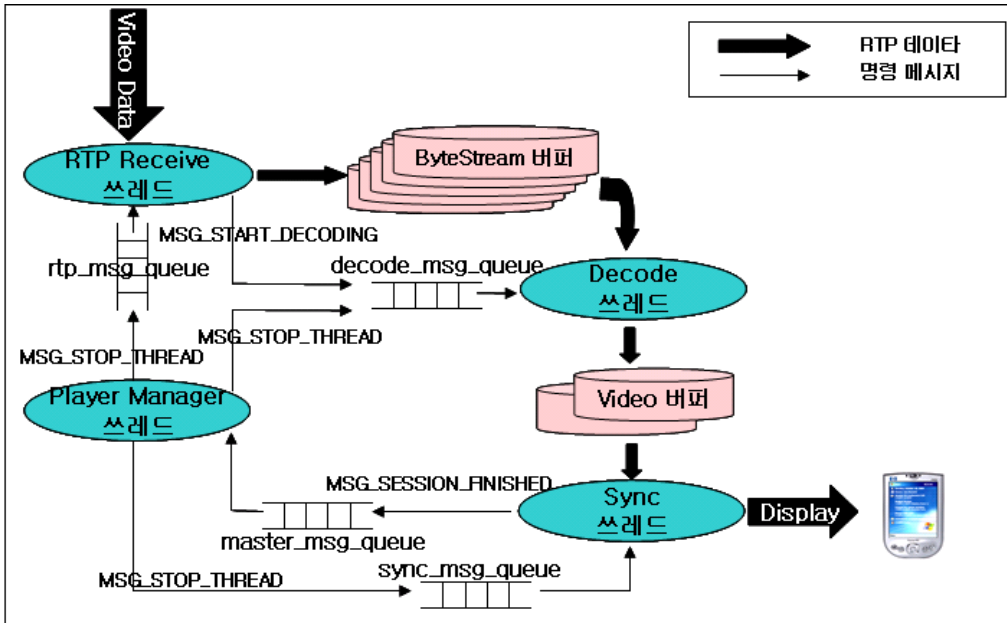 Video Data
RTP 데이타
명령 메시지
RTP Receive
쓰레드
ByteStream 버퍼
MSG_START_DECODING
rtp_msg_queue
decode_msg_queue
Decode
쓰레드
MSG_STOP_THREAD
MSG_STOP_THREAD
Player Manager
쓰레드
Video 버퍼
MSG_SESSION_FINISHED
master_msg_queue
Sync
쓰레드
Display
MSG_STOP_THREAD
sync_msg_queue